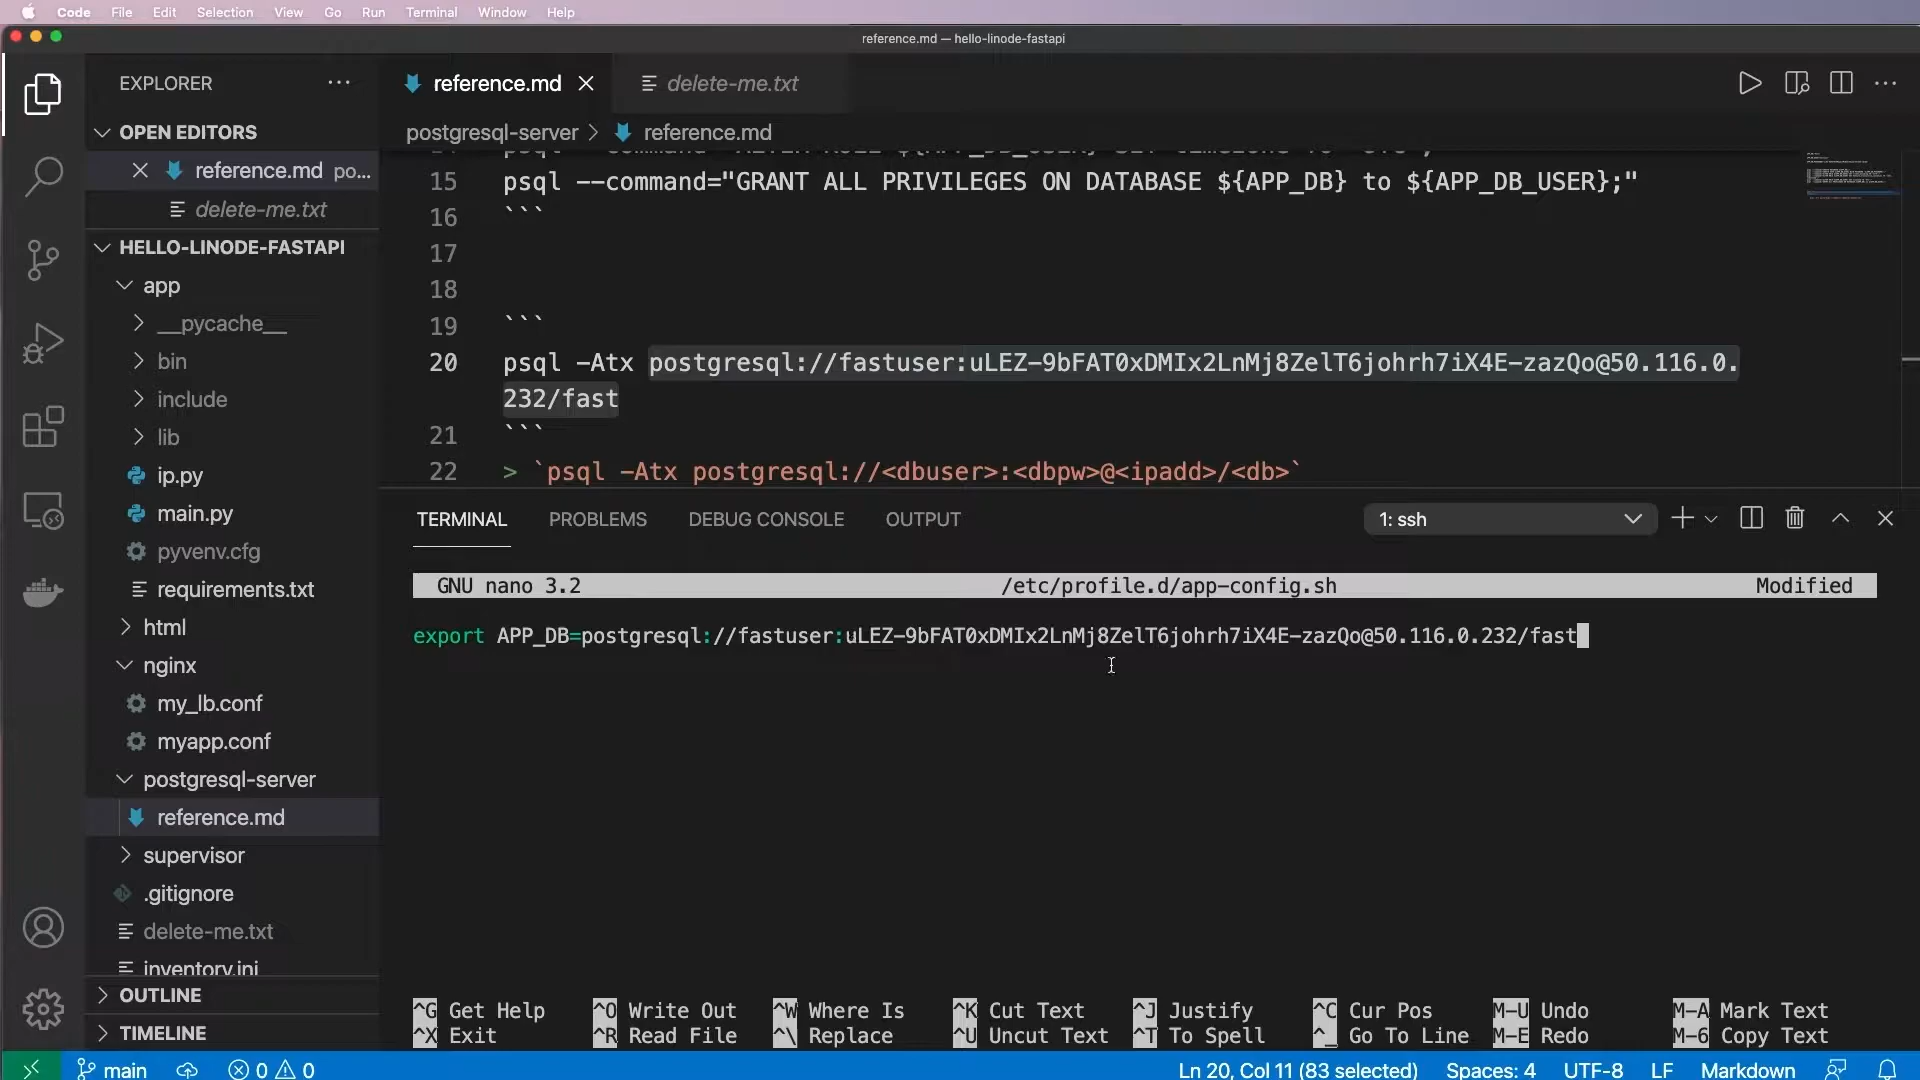 Code File Edit Selection View Go Run Terminal Window Help
reference.md — hello-linode-fastapi
EXPLORER ···
reference.md
delete-me.txt
OPEN EDITORS
postgresql-server > reference.md
reference.md po...
delete-me.txt
HELLO-LINODE-FASTAPI
app
__pycache__
bin
include
lib
ip.py
main.py
pyvenv.cfg
requirements.txt
html
nginx
my_lb.conf
myapp.conf
postgresql-server
reference.md
supervisor
.gitignore
delete-me.txt
inventory.ini
OUTLINE
TIMELINE
15 psql --command="GRANT ALL PRIVILEGES ON DATABASE ${APP_DB} to ${APP_DB_USER};"
16 ```
17
18
19 ```
20 psql -Atx postgresql://fastuser:uLEZ-9bFAT0xDMIx2LnMj8ZelT6johrh7iX4E-zazQo@50.116.0.
232/fast
21 ```
22 > `psql -Atx postgresql://<dbuser>:<dbpw>@<ipadd>/<db>`
TERMINAL PROBLEMS DEBUG CONSOLE OUTPUT 1: ssh
GNU nano 3.2 /etc/profile.d/app-config.sh Modified
export APP_DB=postgresql://fastuser:uLEZ-9bFAT0xDMIx2LnMj8ZelT6johrh7iX4E-zazQo@50.116.0.232/fast
^G Get Help ^O Write Out ^W Where Is ^K Cut Text ^J Justify ^C Cur Pos M-U Undo M-A Mark Text
^X Exit ^R Read File ^\ Replace ^U Uncut Text ^T To Spell ^_ Go To Line M-E Redo M-6 Copy Text
main 0 0 Ln 20, Col 11 (83 selected) Spaces: 4 UTF-8 LF Markdown